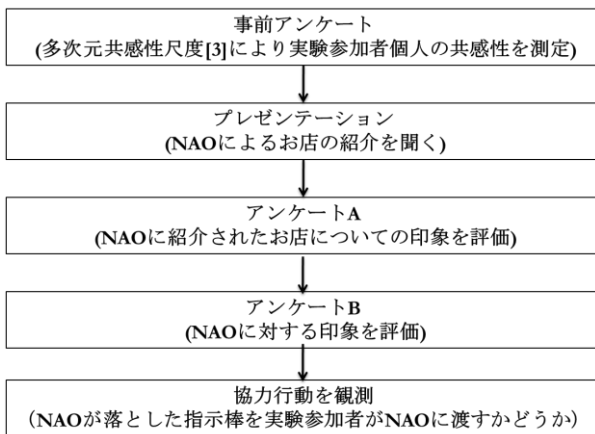 事前アンケート
(多次元共感性尺度[3]により実験参加者個人の共感性を測定)
プレゼンテーション
(NAOによるお店の紹介を聞く)
アンケートA
(NAOに紹介されたお店についての印象を評価)
アンケートB
(NAOに対する印象を評価)
協力行動を観測
（NAOが落とした指示棒を実験参加者がNAOに渡すかどうか）